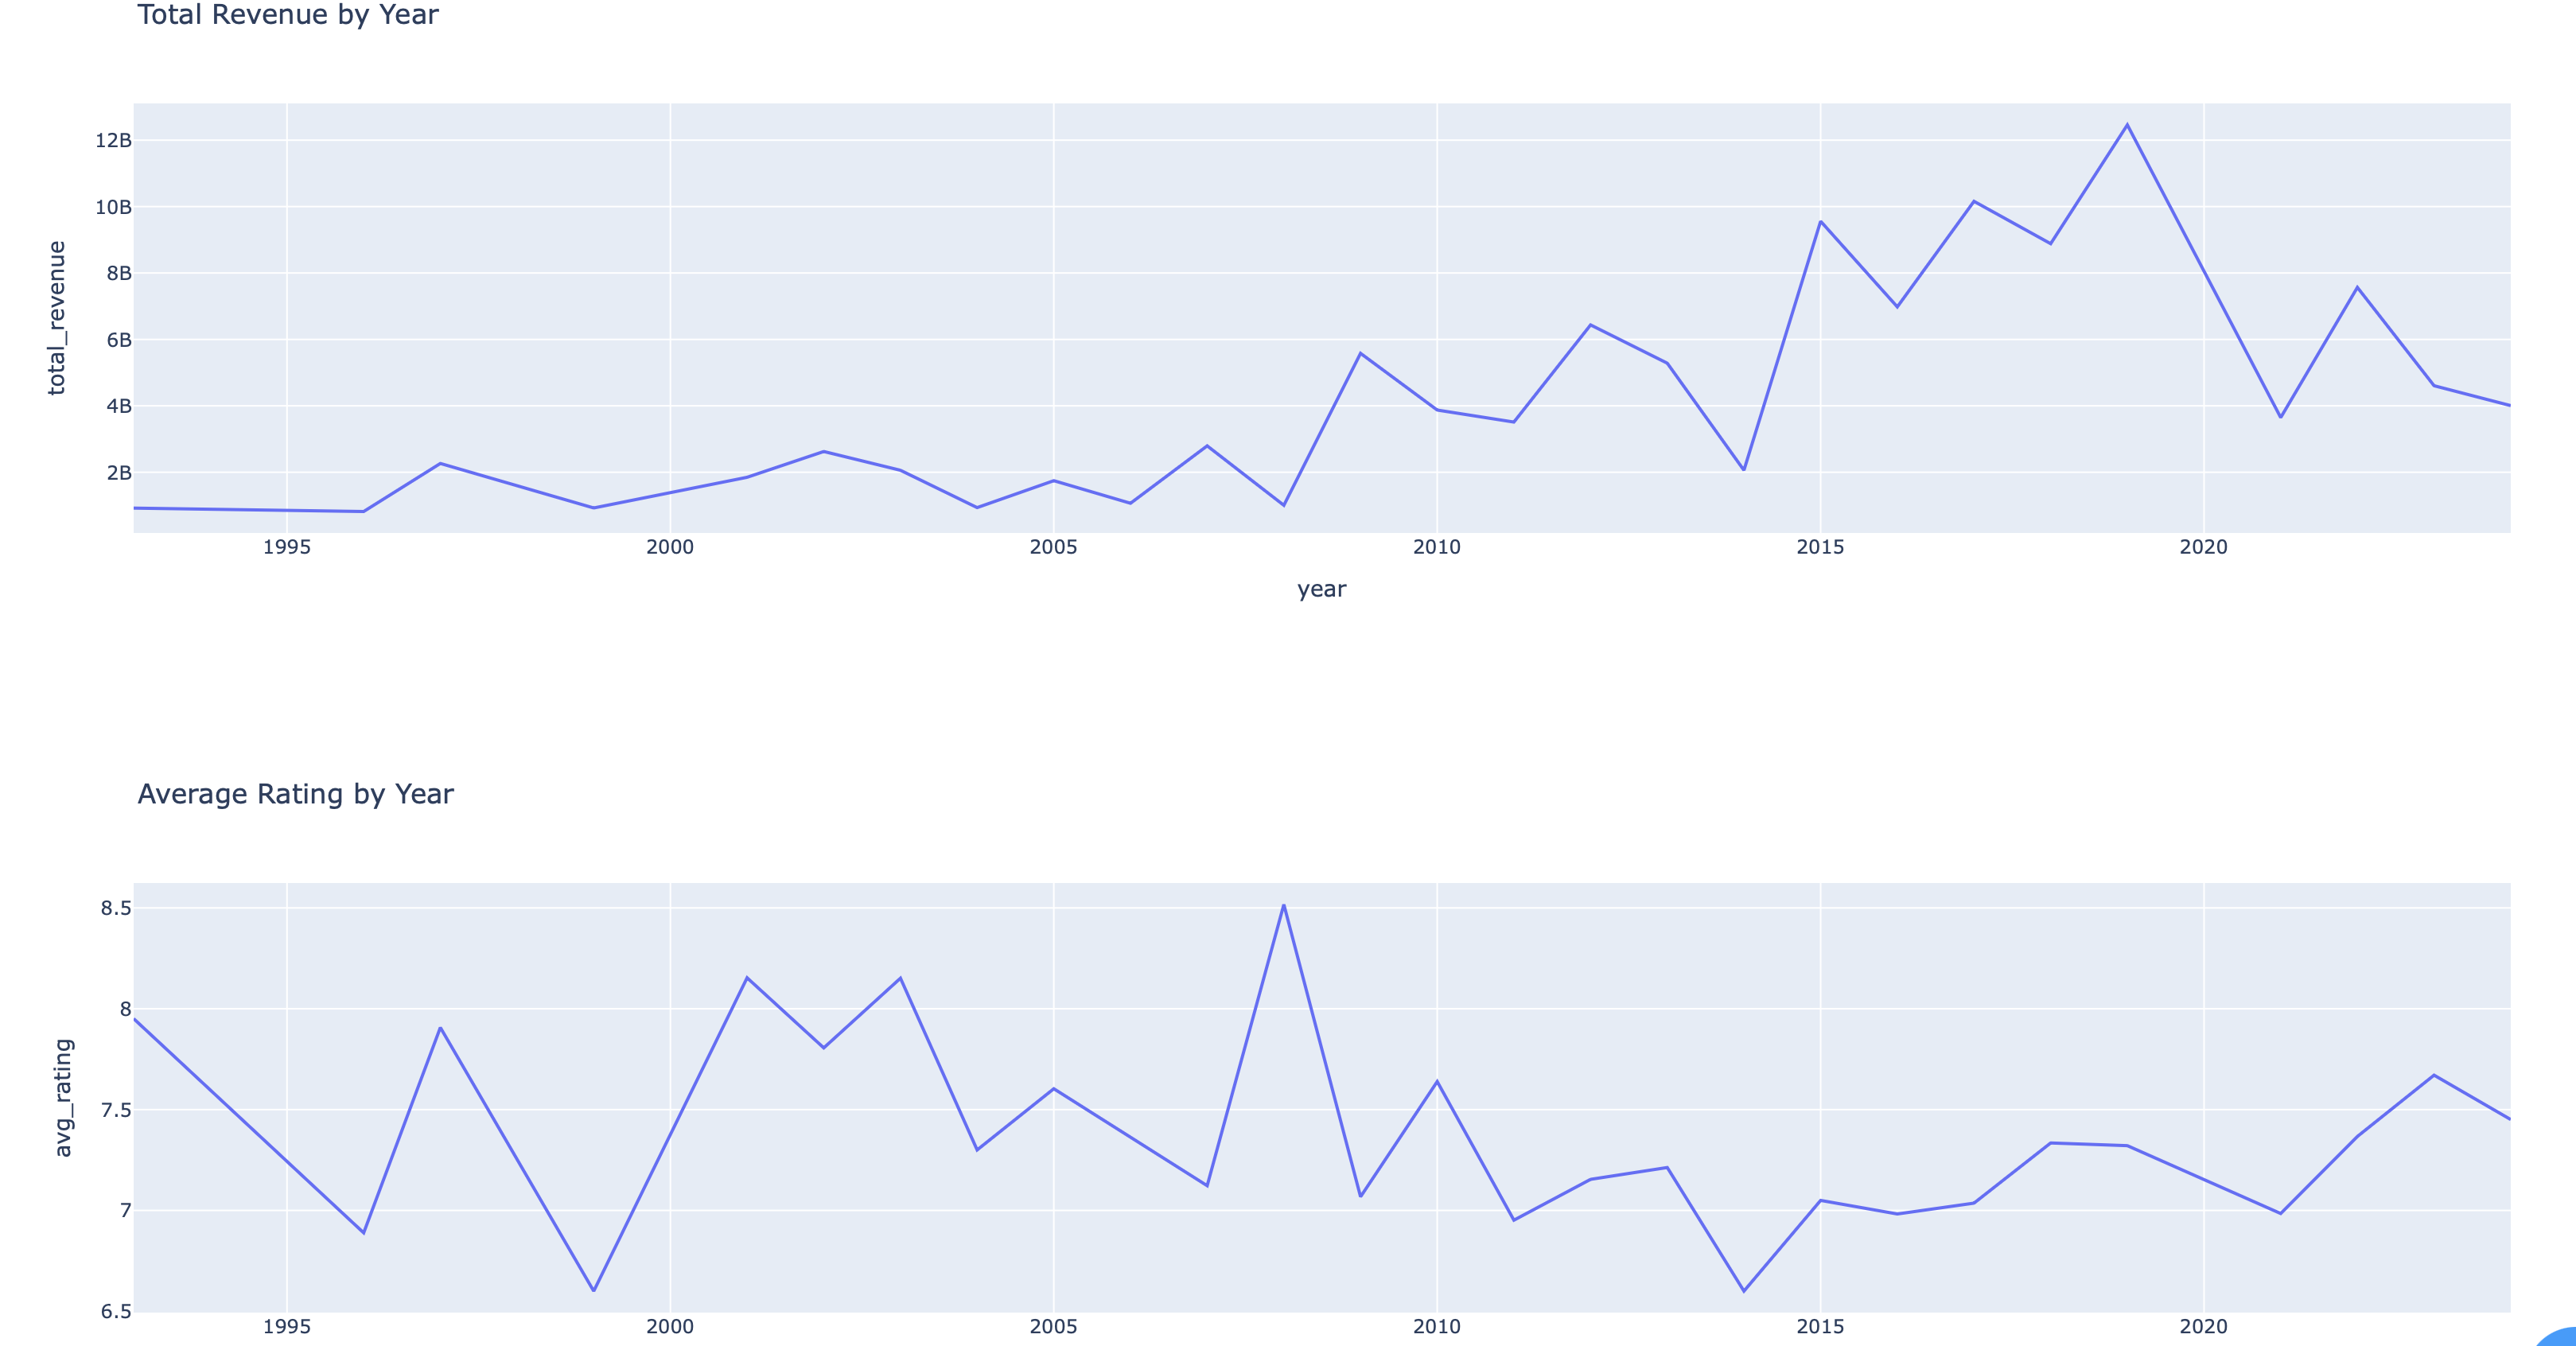 Total Revenue by Year
12B
10B
8B
6B
4B
2B
total_revenue
1995 2000 2005 2010 2015 2020
year
Average Rating by Year
8.5
8
7.5
7
6.5
avg_rating
1995 2000 2005 2010 2015 2020